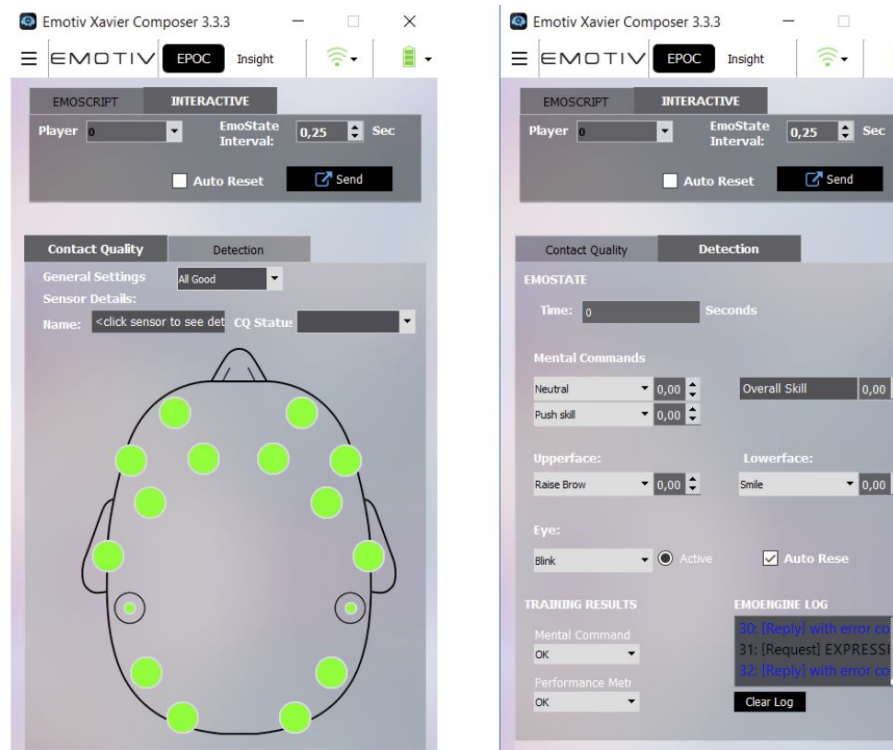 Emotiv Xavier Composer 3.3.3
EMOTIV EPOC Insight
EMOSCRIPT INTERACTIVE
Player 0 EmoState Interval: 0,25 Sec
Auto Reset Send
Contact Quality Detection
General Settings All Good
Sensor Details:
Name: <click sensor to see det CQ Status
Emotiv Xavier Composer 3.3.3
EMOTIV EPOC Insight
EMOSCRIPT INTERACTIVE
Player 0 EmoState Interval: 0,25 Sec
Auto Reset Send
Contact Quality Detection
EMOSTATE
Time: 0 Seconds
Mental Commands
Neutral 0,00 Overall Skill 0,00
Push skill 0,00
Upperface: Lowerface:
Raise Brow 0,00 Smile 0,00
Eye:
Blink Active Auto Rese
TRAINING RESULTS EMOENGINE LOG
30: [Reply] with error co
Mental Command 31: [Request] EXPRESSI
OK 32: [Reply] with error co
Performance Metr
OK Clear Log